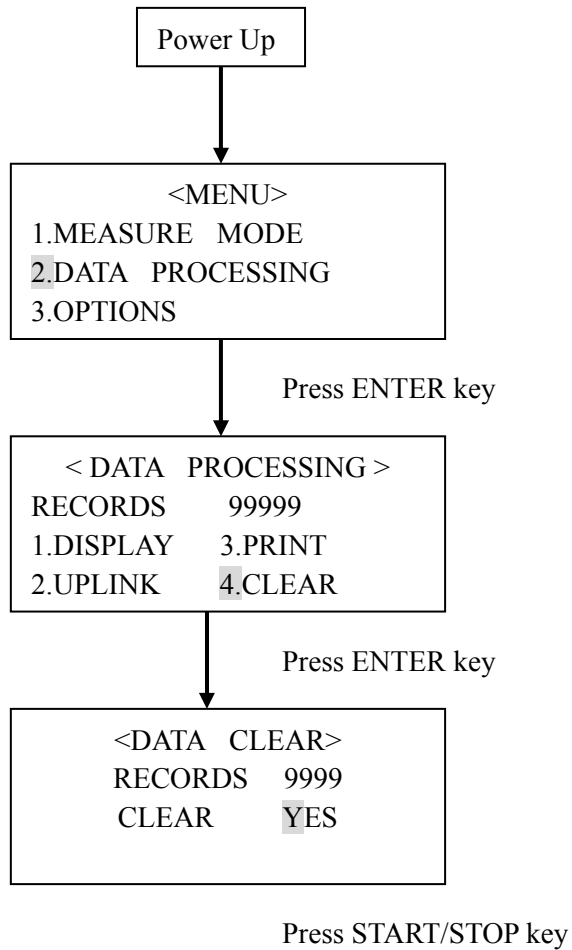 Power Up
<MENU>
1.MEASURE MODE
2.DATA PROCESSING
3.OPTIONS
Press ENTER key
< DATA PROCESSING >
RECORDS 99999
1.DISPLAY 3.PRINT
2.UPLINK 4.CLEAR
Press ENTER key
<DATA CLEAR>
RECORDS 9999
CLEAR YES
Press START/STOP key